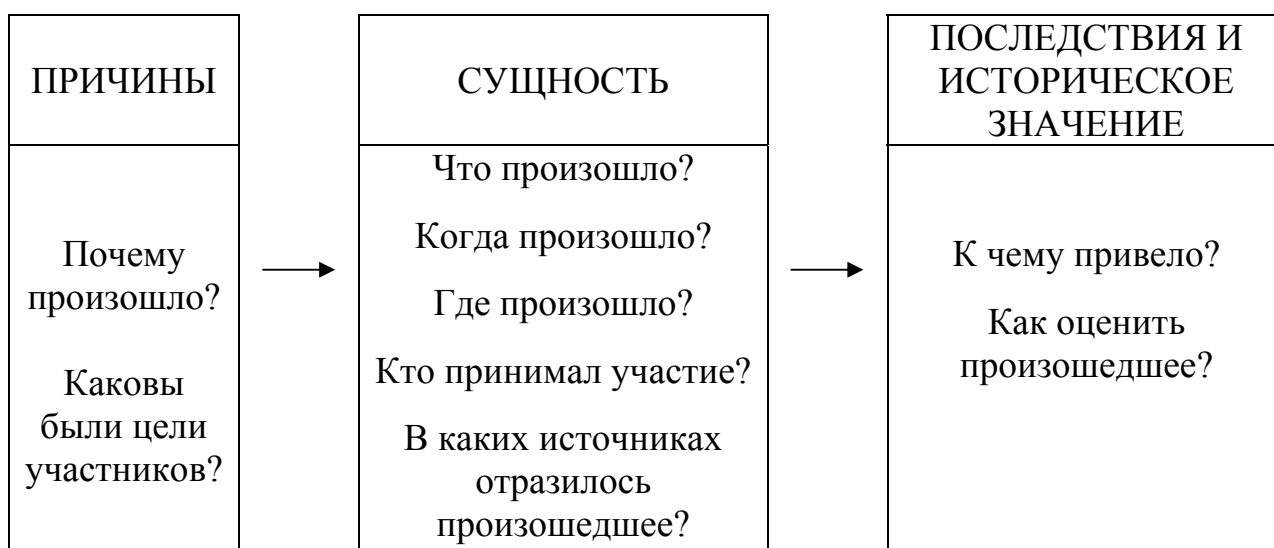 ПРИЧИНЫ
Почему
произошло?
Каковы
были цели
участников?
СУЩНОСТЬ
Что произошло?
Когда произошло?
Где произошло?
Кто принимал участие?
В каких источниках
отразилось
произошедшее?
ПОСЛЕДСТВИЯ И
ИСТОРИЧЕСКОЕ
ЗНАЧЕНИЕ
К чему привело?
Как оценить
произошедшее?